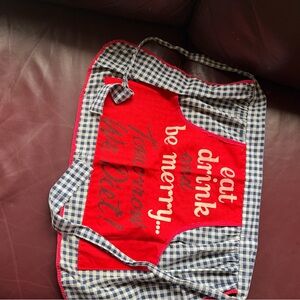 eat
drink
and
be merry...
Tomorrow
We Diet!